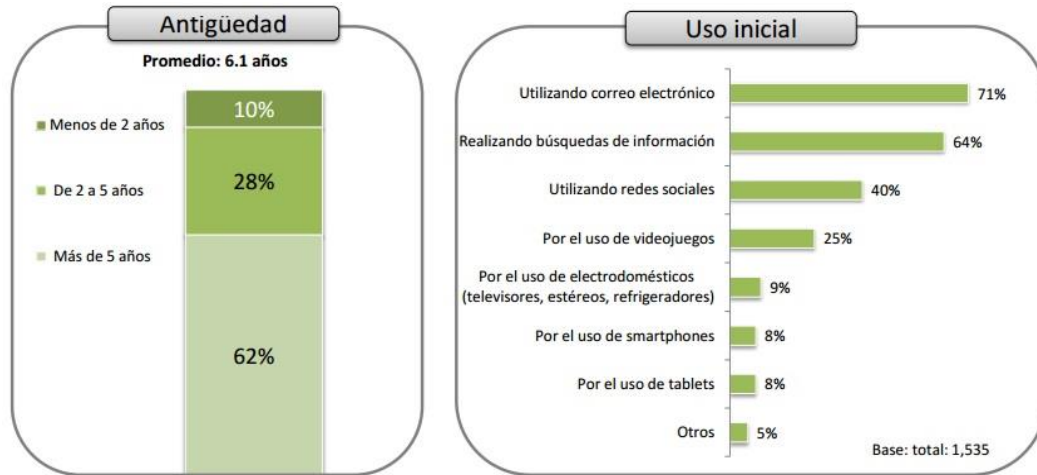 Antigüedad
Promedio: 6.1 años
Menos de 2 años
De 2 a 5 años
Más de 5 años
10%
28%
62%
Uso inicial
Utilizando correo electrónico 71%
Realizando búsquedas de información 64%
Utilizando redes sociales 40%
Por el uso de videojuegos 25%
Por el uso de electrodomésticos
(televisores, estéreos, refrigeradores) 9%
Por el uso de smartphones 8%
Por el uso de tablets 8%
Otros 5%
Base: total: 1,535